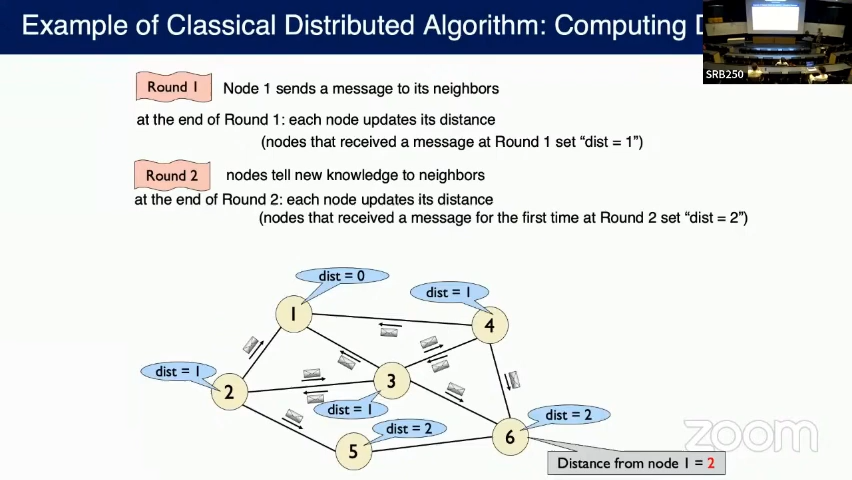 Example of Classical Distributed Algorithm: Computing
SRB250
Round 1
Node 1 sends a message to its neighbors
at the end of Round 1: each node updates its distance
(nodes that received a message at Round 1 set “dist = 1”)
Round 2
nodes tell new knowledge to neighbors
at the end of Round 2: each node updates its distance
(nodes that received a message for the first time at Round 2 set “dist = 2”)
dist = 0
dist = 1
1
4
dist = 1
2
3
dist = 1
dist = 2
dist = 2
5
6
zoom
Distance from node 1 = 2